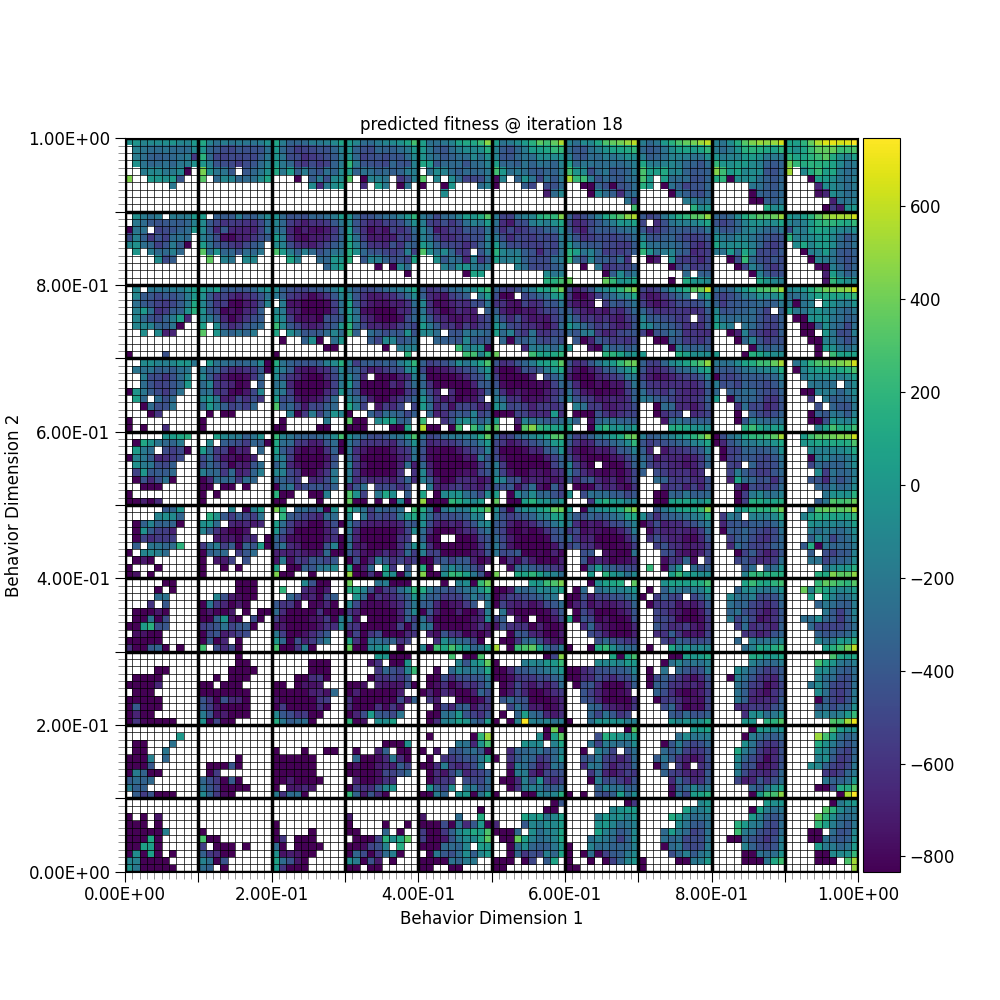 predicted fitness @ iteration 18
1.00E+00
8.00E-01
6.00E-01
4.00E-01
2.00E-01
0.00E+00
Behavior Dimension 2
0.00E+00 2.00E-01 4.00E-01 6.00E-01 8.00E-01 1.00E+00
Behavior Dimension 1
600
400
200
0
−200
−400
−600
−800